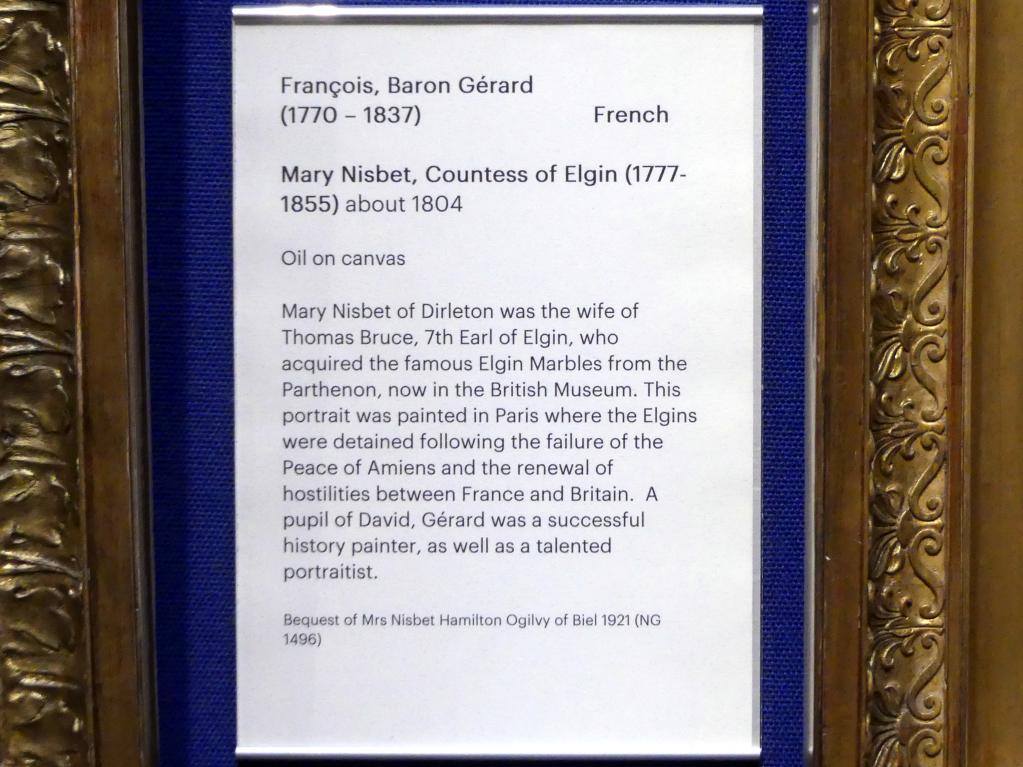 François, Baron Gérard
(1770 – 1837) French
Mary Nisbet, Countess of Elgin (1777-
1855) about 1804
Oil on canvas
Mary Nisbet of Dirleton was the wife of
Thomas Bruce, 7th Earl of Elgin, who
acquired the famous Elgin Marbles from the
Parthenon, now in the British Museum. This
portrait was painted in Paris where the Elgins
were detained following the failure of the
Peace of Amiens and the renewal of
hostilities between France and Britain.  A
pupil of David, Gérard was a successful
history painter, as well as a talented
portraitist.
Bequest of Mrs Nisbet Hamilton Ogilvy of Biel 1921 (NG
1496)